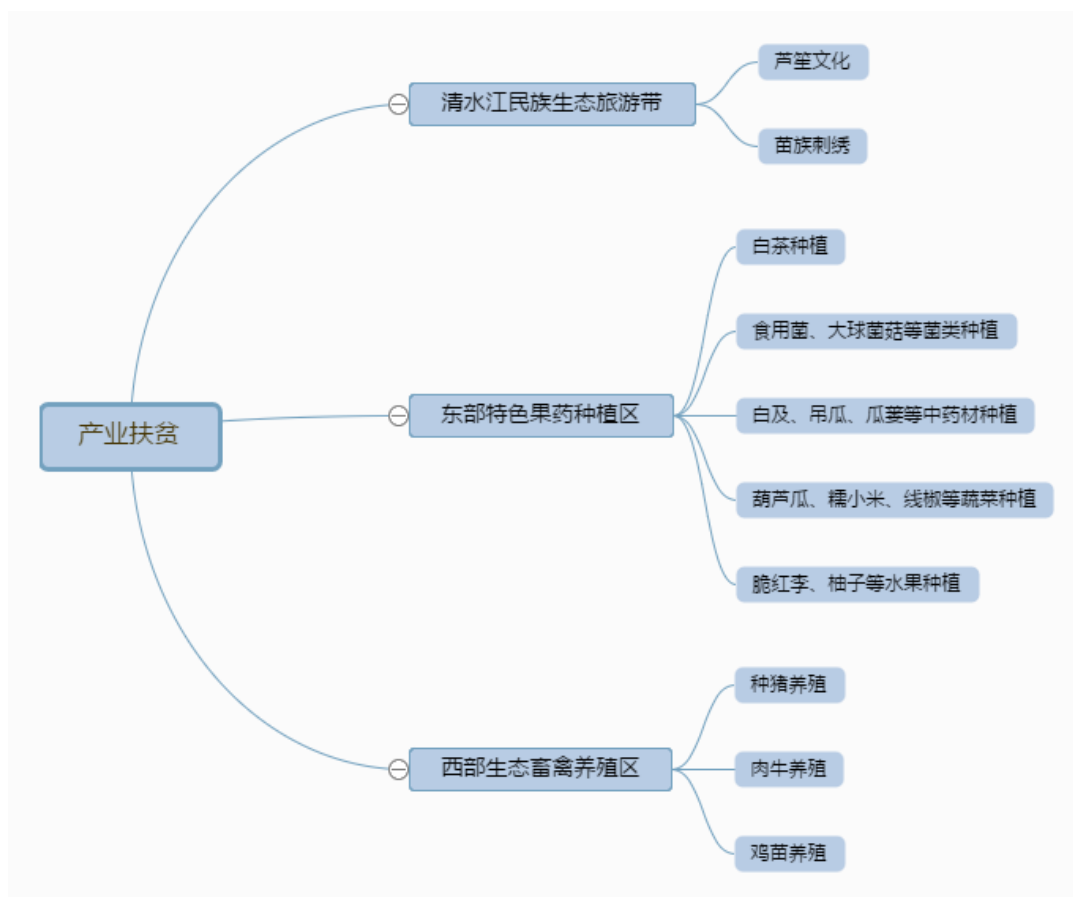 产业扶贫
清水江民族生态旅游带
芦笙文化
苗族刺绣
东部特色果药种植区
白茶种植
食用菌、大球菌菇等菌类种植
白及、吊瓜、瓜蒌等中药材种植
葫芦瓜、糯小米、线椒等蔬菜种植
脆红李、柚子等水果种植
西部生态畜禽养殖区
种猪养殖
肉牛养殖
鸡苗养殖